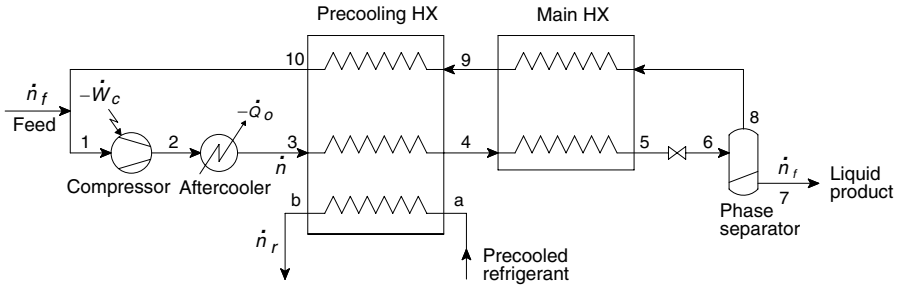 Precooling HX
Main HX
10
9
8
ṅ_f
Feed
−Ẇ_c
−Q̇_o
1
2
3
ṅ
4
5
6
ṅ_f
7
Liquid
product
Compressor
Aftercooler
b
a
Phase
separator
ṅ_r
Precooled
refrigerant